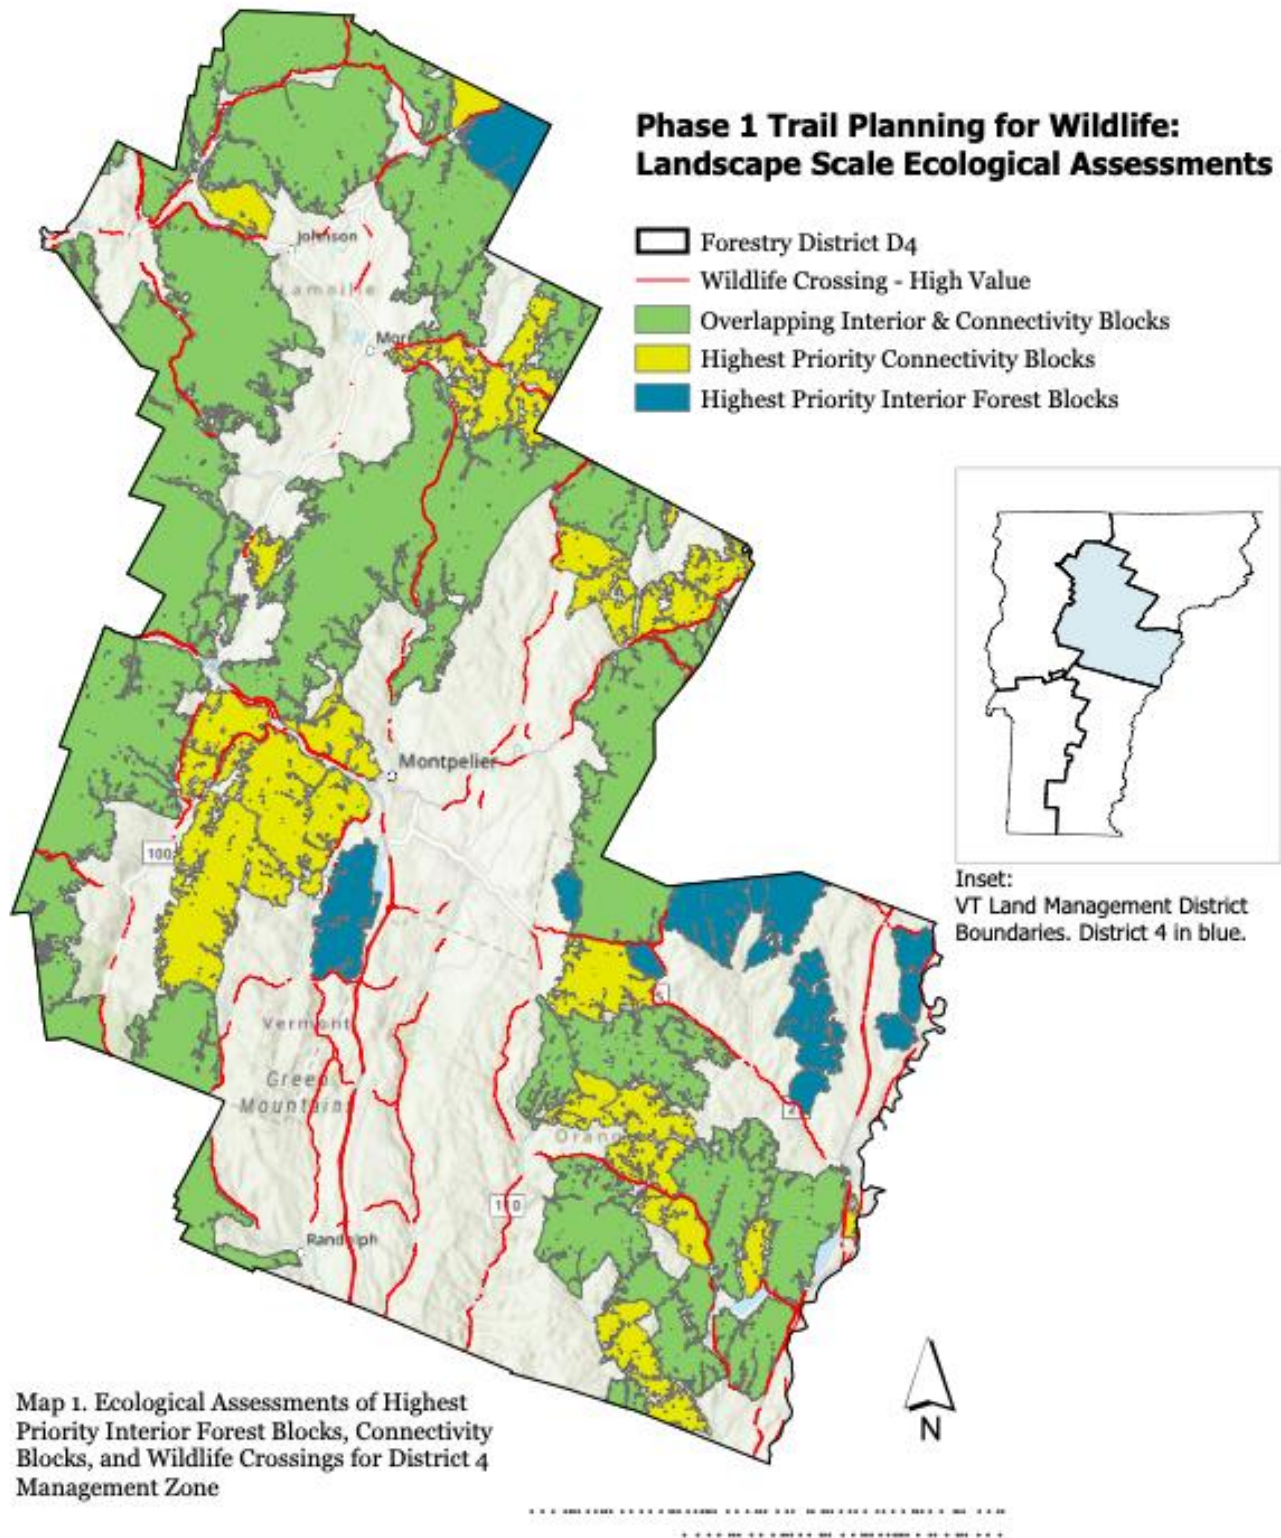 Phase 1 Trail Planning for Wildlife:
Landscape Scale Ecological Assessments
Forestry District D4
Wildlife Crossing - High Value
Overlapping Interior & Connectivity Blocks
Highest Priority Connectivity Blocks
Highest Priority Interior Forest Blocks
Johnson
Lamoille
Montpelier
100
Vermont
Green
Mountains
110
Randolph
Inset:
VT Land Management District
Boundaries. District 4 in blue.
Map 1. Ecological Assessments of Highest
Priority Interior Forest Blocks, Connectivity
Blocks, and Wildlife Crossings for District 4
Management Zone
N